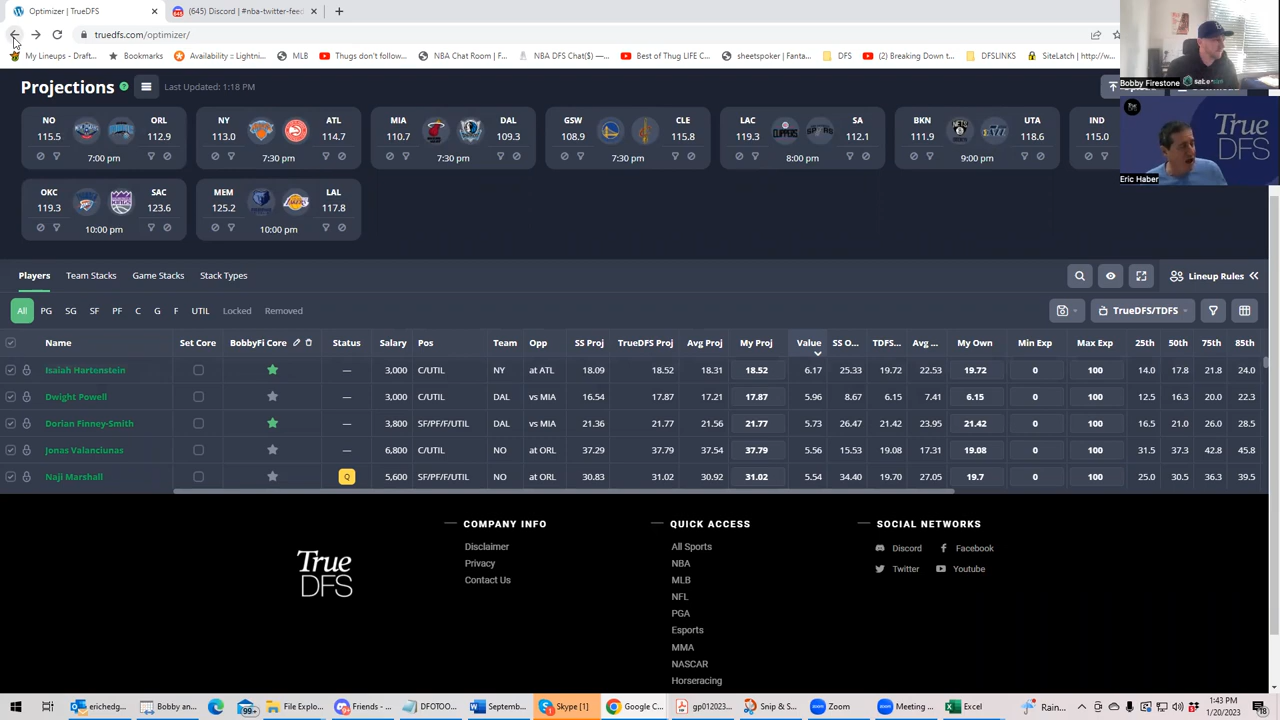 Optimizer | TrueDFS
(645) Discord | #nba-twitter-feed
truedfs.com/optimizer/
My Lineups - Draft...
Bookmarks
Availability :: Lightni...
MLB
Thugs don't worry...
NBA Chat Room -...
chat($) —...
Best of Thug LIFE C...
sheetspoker | DFS
(2) Breaking Down t...
DFSLINKS
SiteLatch | W
Projections
Last Updated: 1:18 PM
NO ORL
115.5 112.9
7:00 pm
NY ATL
113.0 114.7
7:30 pm
MIA DAL
110.7 109.3
7:30 pm
GSW CLE
108.9 115.8
7:30 pm
LAC SA
119.3 112.1
8:00 pm
BKN UTA
111.9 118.6
9:00 pm
IND
115.0
OKC SAC
119.3 123.6
10:00 pm
MEM LAL
125.2 117.8
10:00 pm
Bobby Firestone
True
DFS
Eric Haber
Players Team Stacks Game Stacks Stack Types
Lineup Rules
All PG SG SF PF C G F UTIL Locked Removed
TrueDFS/TDFS
Name Set Core BobbyFi Core Status Salary Pos Team Opp SS Proj TrueDFS Proj Avg Proj My Proj Value SS O... TDFS... Avg ... My Own Min Exp Max Exp 25th 50th 75th 85th
Isaiah Hartenstein — 3,000 C/UTIL NY at ATL 18.09 18.52 18.31 18.52 6.17 25.33 19.72 22.53 19.72 0 100 14.0 17.8 21.8 24.0
Dwight Powell — 3,000 C/UTIL DAL vs MIA 16.54 17.87 17.21 17.87 5.96 8.67 6.15 7.41 6.15 0 100 12.5 16.3 20.0 22.3
Dorian Finney-Smith — 3,800 SF/PF/F/UTIL DAL vs MIA 21.36 21.77 21.56 21.77 5.73 26.47 21.42 23.95 21.42 0 100 16.5 21.0 26.0 28.5
Jonas Valanciunas — 6,800 C/UTIL NO at ORL 37.29 37.79 37.54 37.79 5.56 15.53 19.08 17.31 19.08 0 100 31.5 37.3 42.8 45.8
Naji Marshall Q 5,600 SF/PF/F/UTIL NO at ORL 30.83 31.02 30.92 31.02 5.54 34.40 19.70 27.05 19.7 0 100 25.0 30.5 36.3 39.5
True
DFS
COMPANY INFO
Disclaimer
Privacy
Contact Us
QUICK ACCESS
All Sports
NBA
MLB
NFL
PGA
Esports
MMA
NASCAR
Horseracing
SOCIAL NETWORKS
Discord Facebook
Twitter Youtube
erichedg... Bobby an... 99+ File Explo... Friends - ... DFOTOO... Septemb... Skype [1] Google C... gp012023... Snip & S... Zoom Meeting ... Excel Rain...
1:43 PM
1/20/2023
18